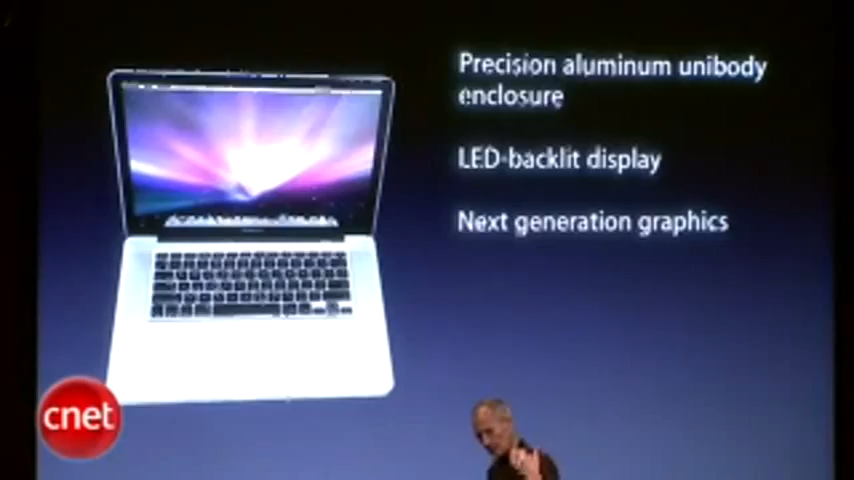 Precision aluminum unibody
enclosure
LED-backlit display
Next generation graphics
cnet